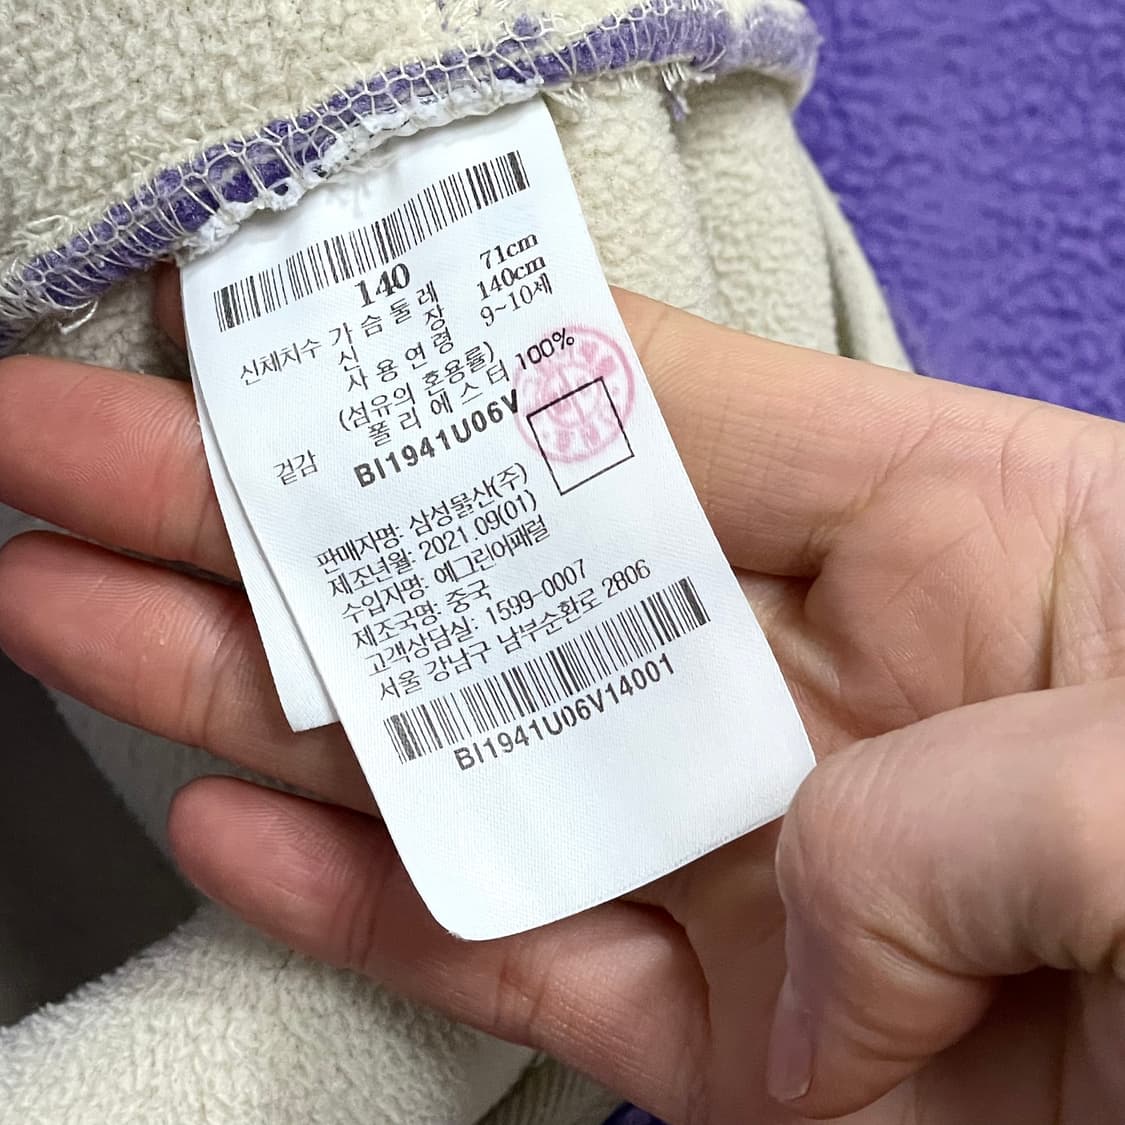 140
신체치수 가슴둘레 71cm
신장 140cm
사용연령 9~10세
(섬유의 혼용률)
겉감 폴리에스터 100%
BI1941U06V
판매자명: 삼성물산(주)
제조년월: 2021.09(01)
수입자명: 에그린어패럴
제조국명: 중국
고객상담실: 1599-0007
서울 강남구 남부순환로 2806
BI1941U06V14001